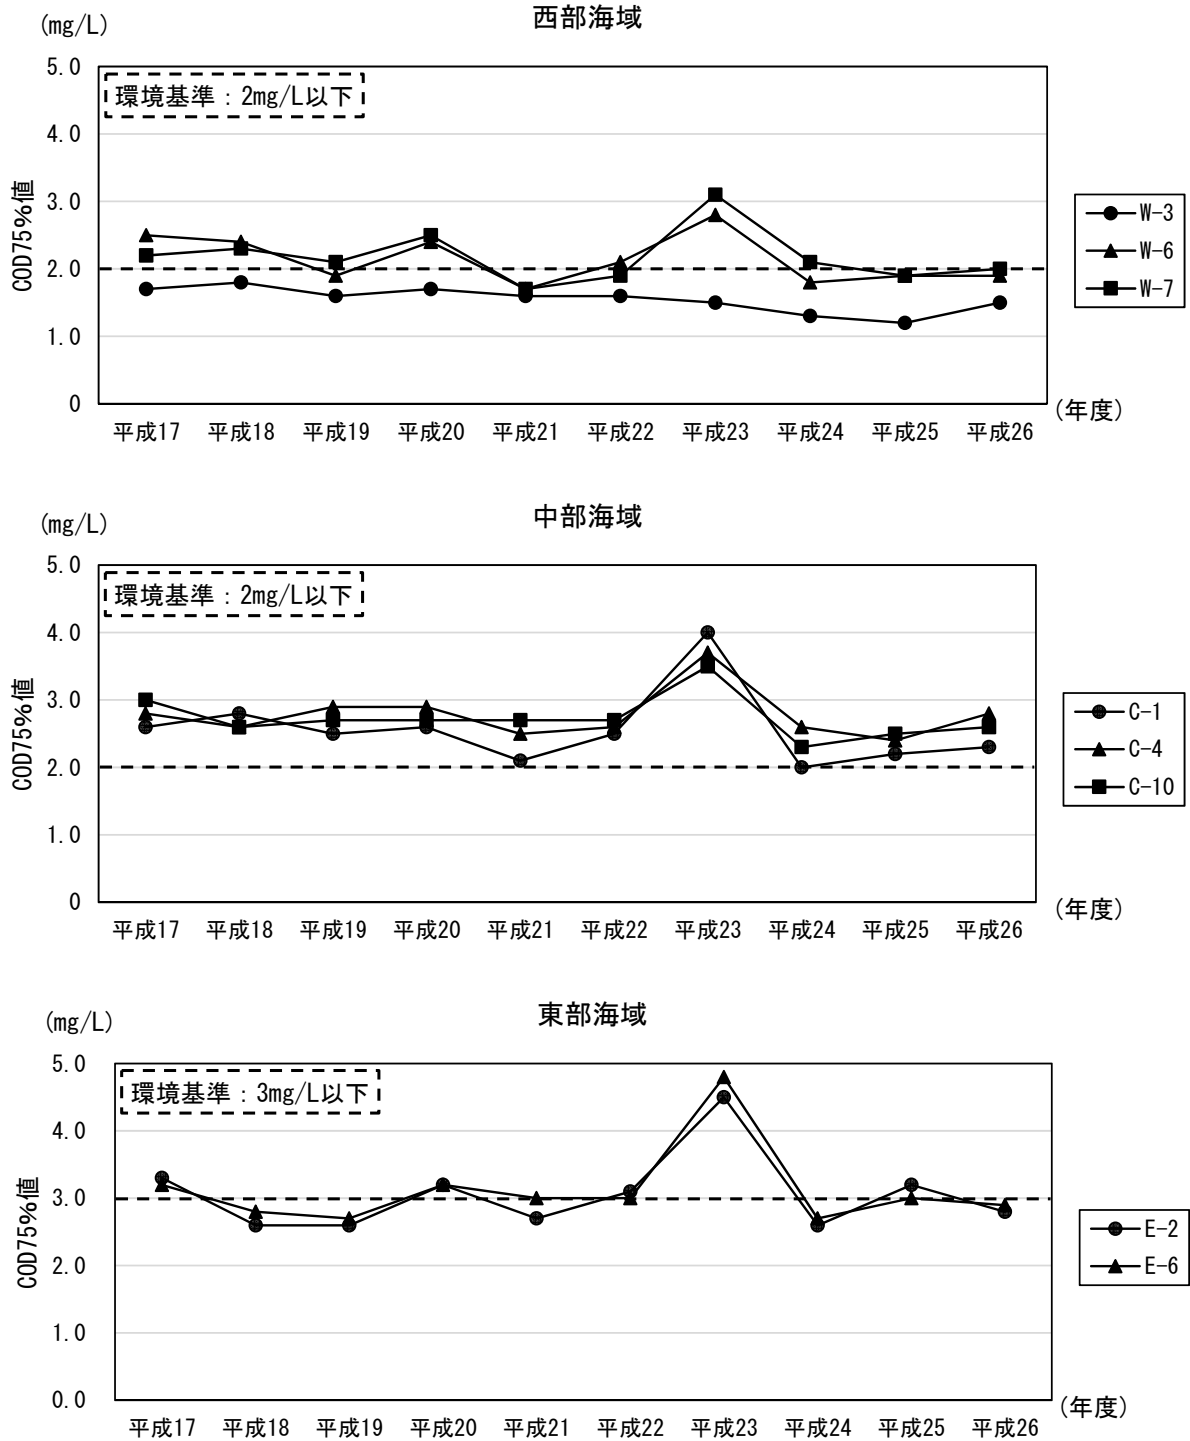 西部海域
(mg/L)
5.0
環境基準：2mg/L以下
4.0
3.0
2.0
1.0
0
COD75%値
平成17 平成18 平成19 平成20 平成21 平成22 平成23 平成24 平成25 平成26
(年度)
W-3
W-6
W-7
中部海域
(mg/L)
5.0
環境基準：2mg/L以下
4.0
3.0
2.0
1.0
0
COD75%値
平成17 平成18 平成19 平成20 平成21 平成22 平成23 平成24 平成25 平成26
(年度)
C-1
C-4
C-10
東部海域
(mg/L)
5.0
環境基準：3mg/L以下
4.0
3.0
2.0
1.0
0.0
COD75%値
平成17 平成18 平成19 平成20 平成21 平成22 平成23 平成24 平成25 平成26
(年度)
E-2
E-6